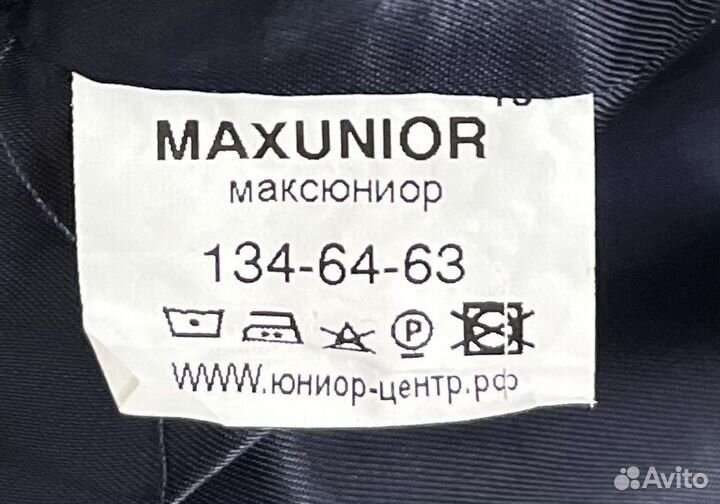 MAXUNIOR
максюниор
134-64-63
P
WWW.юниор-центр.рф
Avito